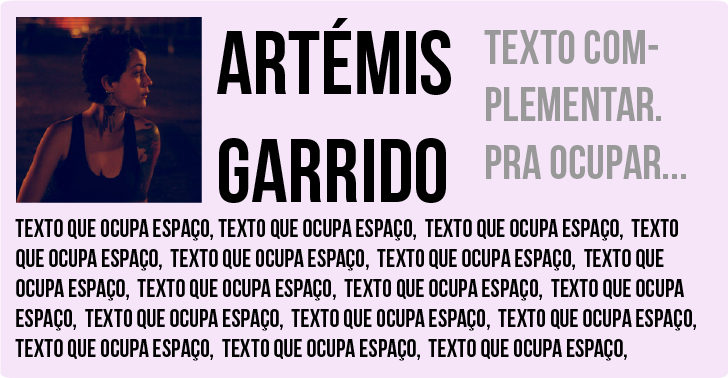 ARTÉMIS
GARRIDO
TEXTO COM-
PLEMENTAR.
PRA OCUPAR...
TEXTO QUE OCUPA ESPAÇO, TEXTO QUE OCUPA ESPAÇO, TEXTO QUE OCUPA ESPAÇO, TEXTO
QUE OCUPA ESPAÇO, TEXTO QUE OCUPA ESPAÇO, TEXTO QUE OCUPA ESPAÇO, TEXTO QUE
OCUPA ESPAÇO, TEXTO QUE OCUPA ESPAÇO, TEXTO QUE OCUPA ESPAÇO, TEXTO QUE OCUPA
ESPAÇO, TEXTO QUE OCUPA ESPAÇO, TEXTO QUE OCUPA ESPAÇO, TEXTO QUE OCUPA ESPAÇO,
TEXTO QUE OCUPA ESPAÇO, TEXTO QUE OCUPA ESPAÇO, TEXTO QUE OCUPA ESPAÇO,